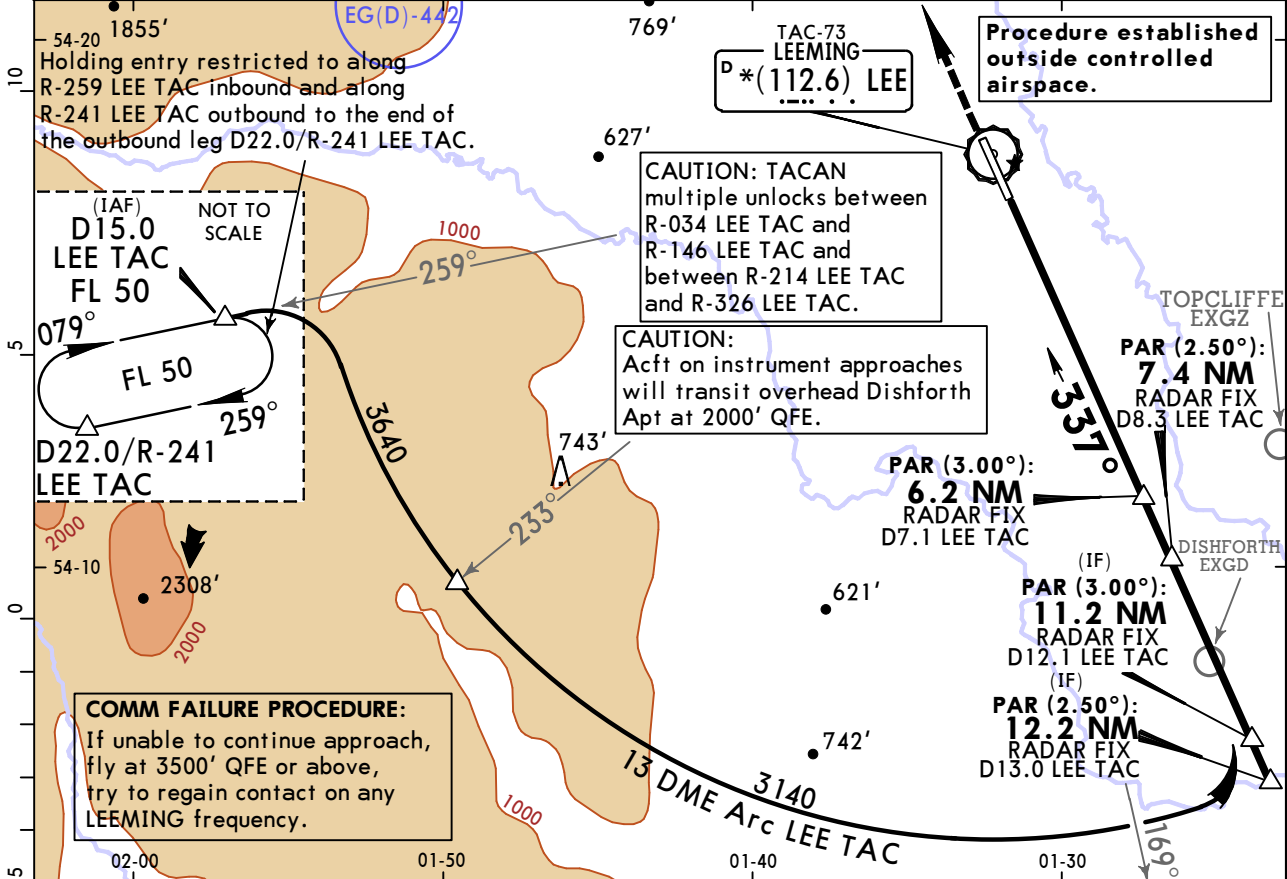 1855'
EG(D)-442
769'
54-20
10
Holding entry restricted to along
R-259 LEE TAC inbound and along
R-241 LEE TAC outbound to the end of
the outbound leg D22.0/R-241 LEE TAC.
TAC-73
LEEMING
D *(112.6) LEE
Procedure established
outside controlled
airspace.
627'
CAUTION: TACAN
multiple unlocks between
R-034 LEE TAC and
R-146 LEE TAC and
between R-214 LEE TAC
and R-326 LEE TAC.
(IAF)
D15.0
LEE TAC
FL 50
NOT TO
SCALE
079°
FL 50
259°
D22.0/R-241
LEE TAC
1000
259°
5
CAUTION:
Acft on instrument approaches
will transit overhead Dishforth
Apt at 2000' QFE.
TOPCLIFFE
EXGZ
PAR (2.50°):
7.4 NM
RADAR FIX
D8.3 LEE TAC
337°
3640
743'
233°
PAR (3.00°):
6.2 NM
RADAR FIX
D7.1 LEE TAC
2000
54-10
2308'
2000
0
621'
DISHFORTH
EXGD
(IF)
PAR (3.00°):
11.2 NM
RADAR FIX
D12.1 LEE TAC
(IF)
PAR (2.50°):
12.2 NM
RADAR FIX
D13.0 LEE TAC
742'
COMM FAILURE PROCEDURE:
If unable to continue approach,
fly at 3500' QFE or above,
try to regain contact on any
LEEMING frequency.
1000
3140
13 DME Arc LEE TAC
169°
5
02-00
01-50
01-40
01-30